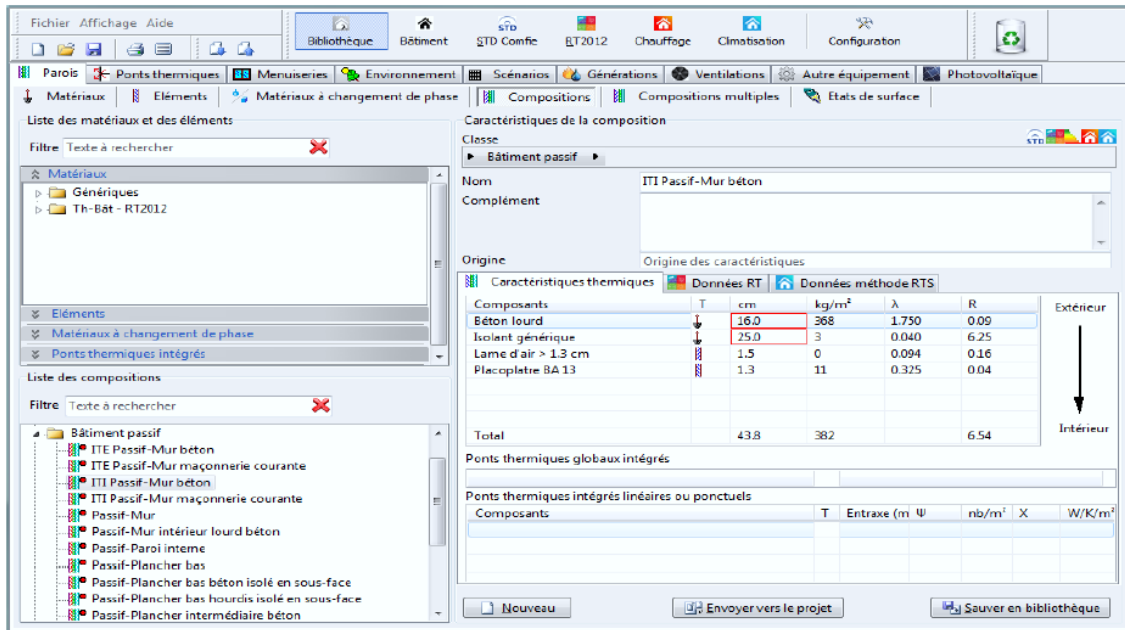 Fichier Affichage Aide
Bibliothèque Bâtiment STD Comfie RT2012 Chauffage Climatisation Configuration
Parois Ponts thermiques Menuiseries Environnement Scénarios Générations Ventilations Autre équipement Photovoltaïque
Matériaux Eléments Matériaux à changement de phase Compositions Compositions multiples Etats de surface
Liste des matériaux et des éléments
Filtre Texte à rechercher
Matériaux
Génériques
Th-Bât - RT2012
Eléments
Matériaux à changement de phase
Ponts thermiques intégrés
Liste des compositions
Filtre Texte à rechercher
Bâtiment passif
ITE Passif-Mur béton
ITE Passif-Mur maçonnerie courante
ITI Passif-Mur béton
ITI Passif-Mur maçonnerie courante
Passif-Mur
Passif-Mur intérieur lourd béton
Passif-Paroi interne
Passif-Plancher bas
Passif-Plancher bas béton isolé en sous-face
Passif-Plancher bas hourdis isolé en sous-face
Passif-Plancher intermédiaire béton
Caractéristiques de la composition
Classe
STD
Bâtiment passif
Nom ITI Passif-Mur béton
Complément
Origine Origine des caractéristiques
Caractéristiques thermiques Données RT Données méthode RTS
Composants T cm kg/m² λ R
Béton lourd 16.0 368 1.750 0.09
Isolant générique 25.0 3 0.040 6.25
Lame d'air > 1.3 cm 1.5 0 0.094 0.16
Placoplatre BA 13 1.3 11 0.325 0.04
Total 43.8 382 6.54
Extérieur
Intérieur
Ponts thermiques globaux intégrés
Ponts thermiques intégrés linéaires ou ponctuels
Composants T Entraxe (m Ψ nb/m² X W/K/m²
Nouveau Envoyer vers le projet Sauver en bibliothèque